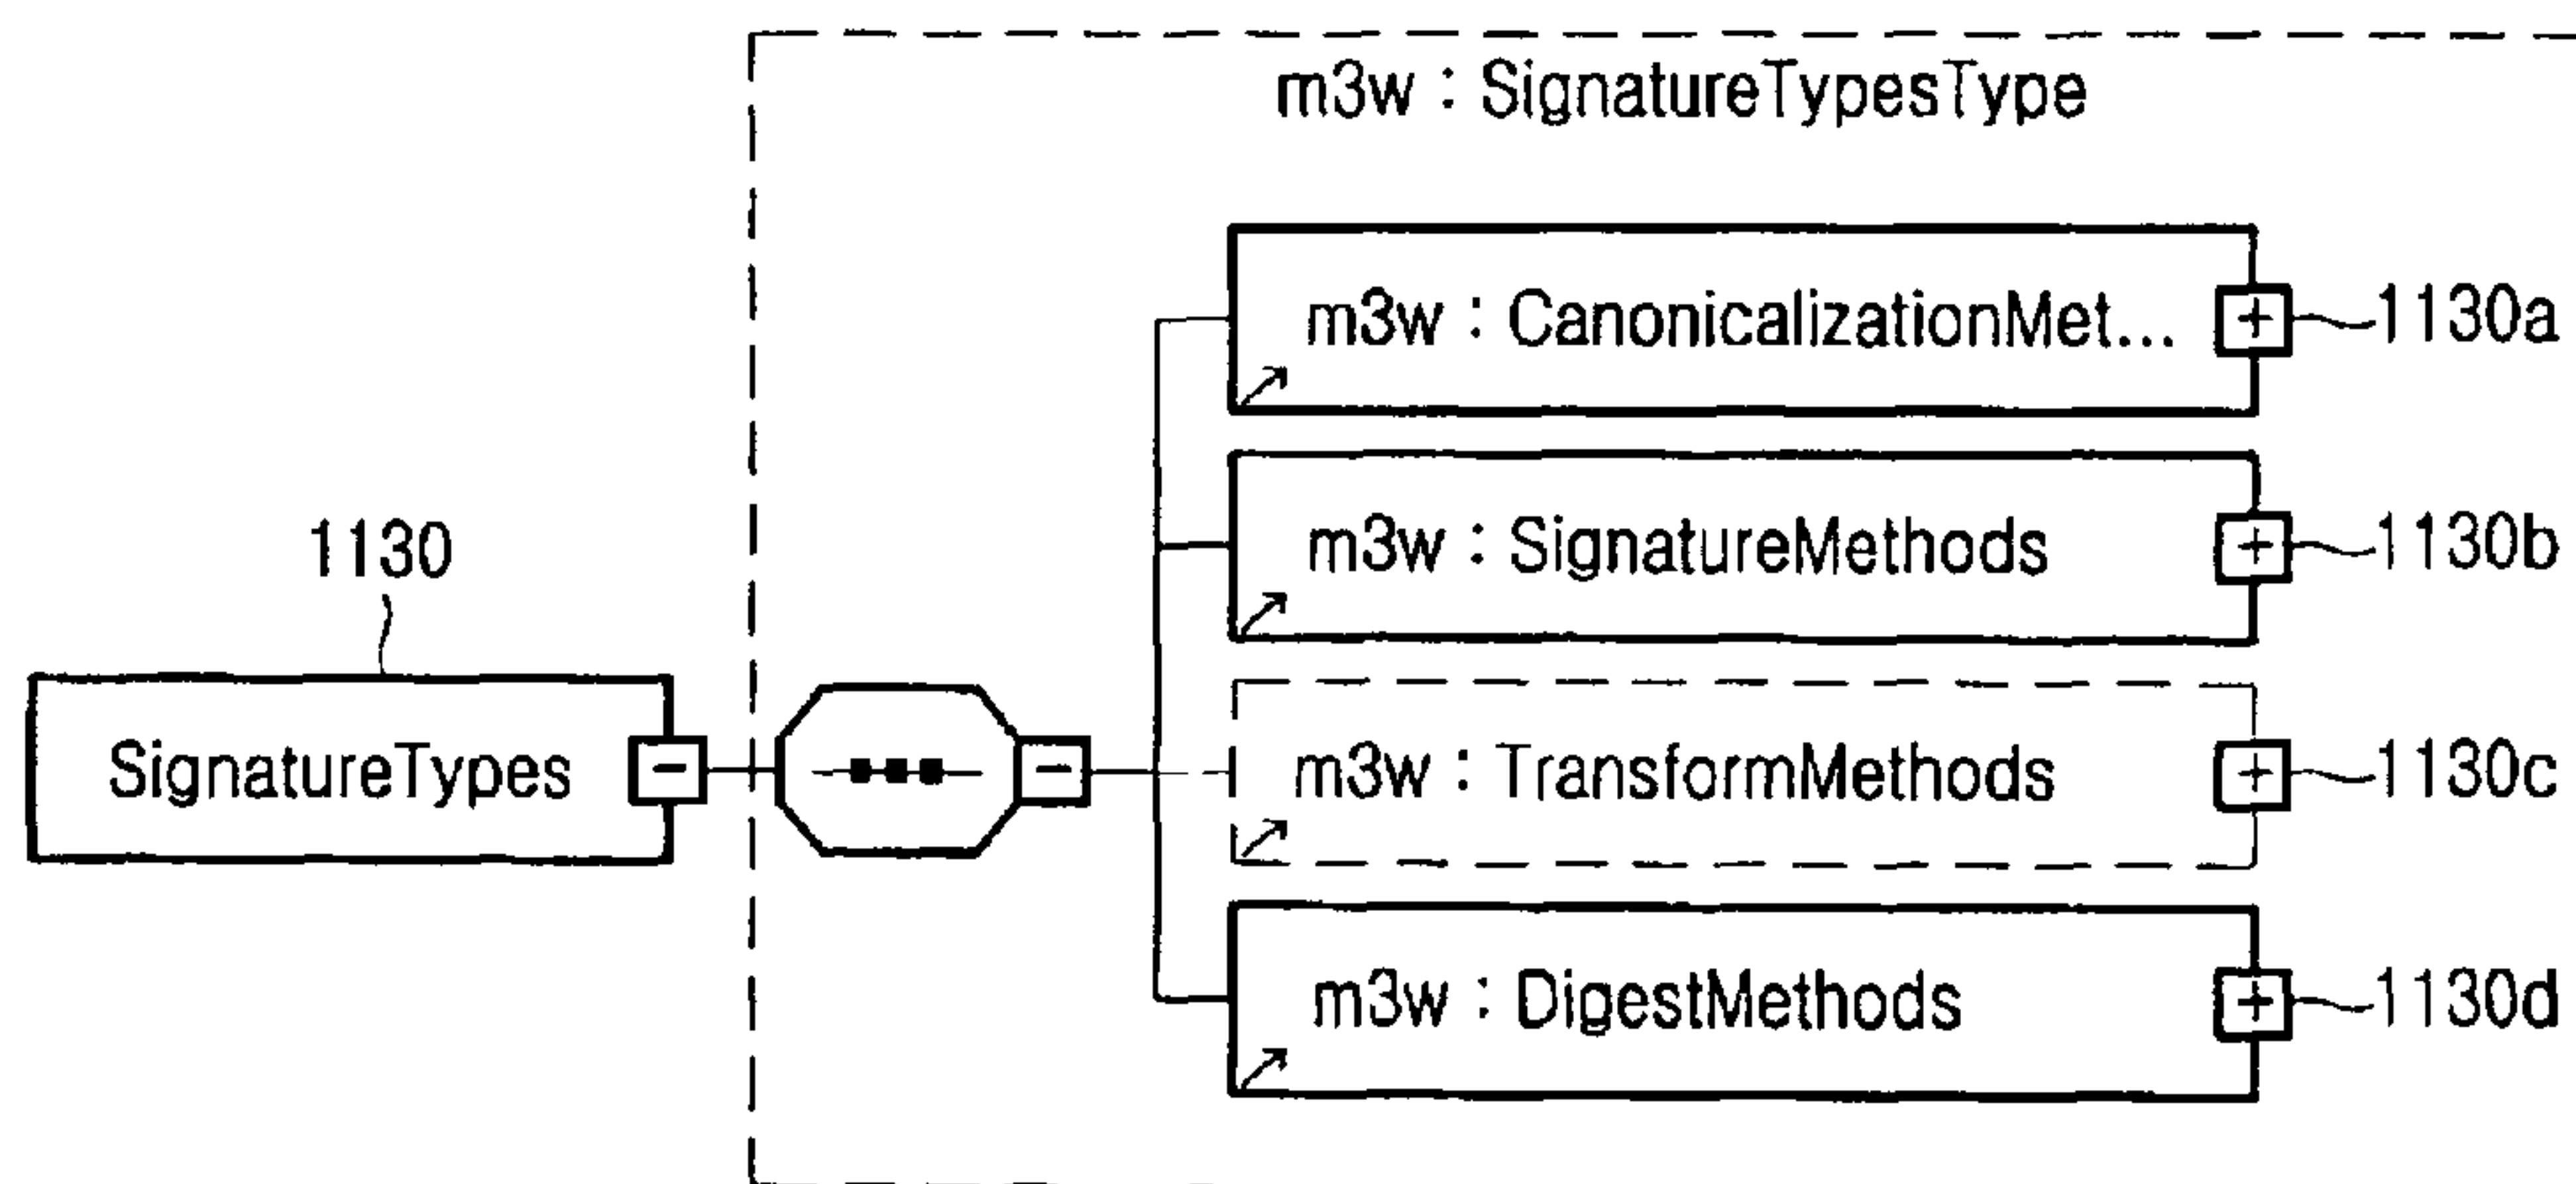 m3w : SignatureTypesType
m3w : CanonicalizationMet... 1130a
m3w : SignatureMethods 1130b
1130
SignatureTypes
m3w : TransformMethods 1130c
m3w : DigestMethods 1130d